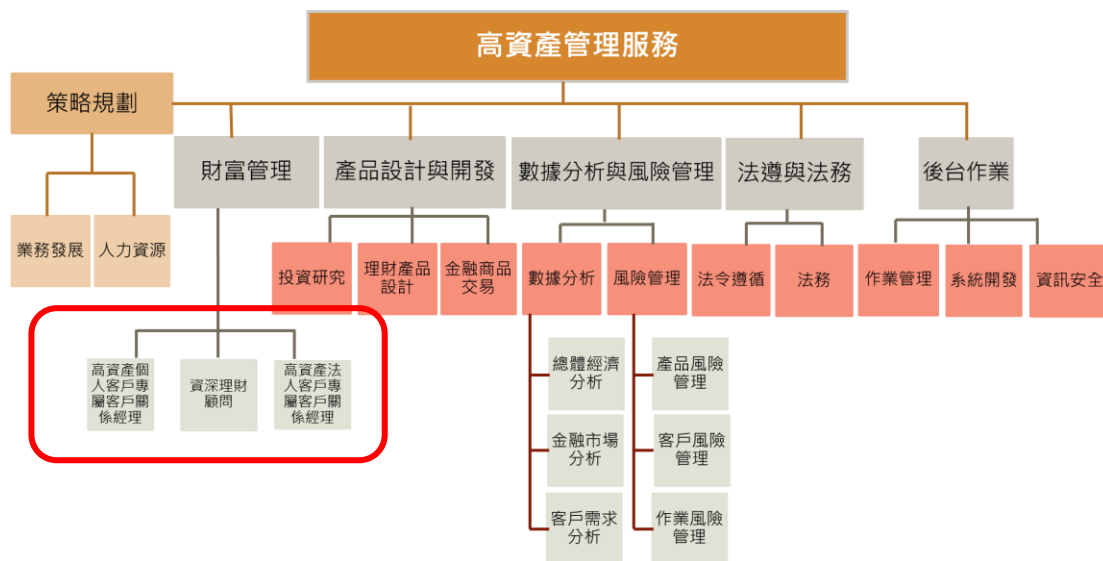 高資產管理服務
策略規劃
財富管理
產品設計與開發
數據分析與風險管理
法遵與法務
後台作業
業務發展
人力資源
投資研究
理財產品
設計
金融商品
交易
數據分析
風險管理
法令遵循
法務
作業管理
系統開發
資訊安全
高資產個
人客戶專
屬客戶關
係經理
資深理財
顧問
高資產法
人客戶專
屬客戶關
係經理
總體經濟
分析
產品風險
管理
金融市場
分析
客戶風險
管理
客戶需求
分析
作業風險
管理